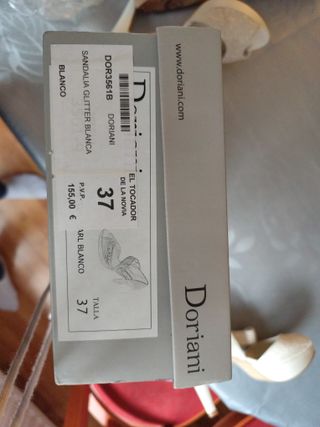 DOR3561B
DORIANI
SANDALIA GLITTER BLANCA
BLANCO
EL TOCADOR
DE LA NOVIA
37
P.V.P
155,00 €
Doriani
ARL BLANCO
TALLA
37
www.doriani.com
Doriani